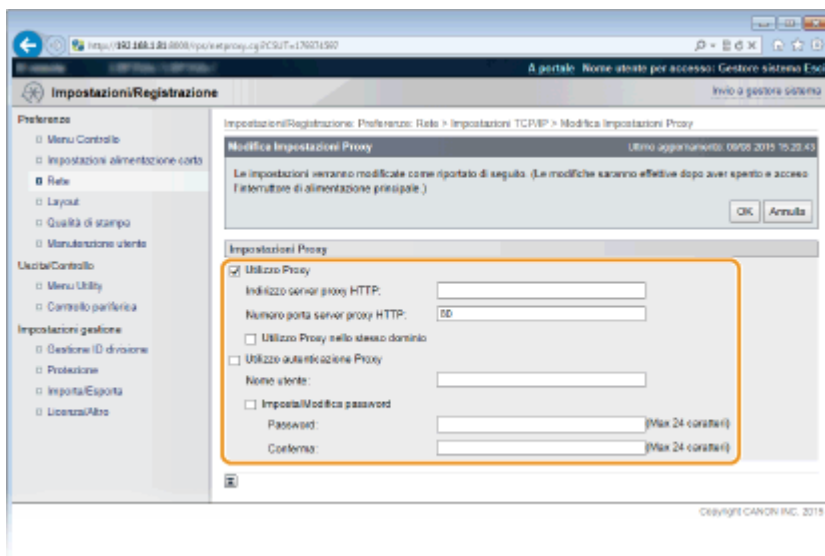 A portale Nome utente per accesso: Gestore sistema Esci
Impostazioni/Registrazione
Invio a gestore sistema
Preferenze
Menu Controllo
Impostazioni alimentazione carta
Rete
Layout
Qualità di stampa
Manutenzione utente
Uscita/Controllo
Menu Utility
Controllo periferica
Impostazioni gestione
Gestione ID divisione
Protezione
Importa/Esporta
Licenza/Altro
Impostazioni/Registrazione: Preferenze: Rete > Impostazioni TCP/IP > Modifica Impostazioni Proxy
Modifica Impostazioni Proxy
Ultimo aggiornamento:
Le impostazioni verranno modificate come riportato di seguito. (Le modifiche saranno effettive dopo aver spento e acceso
l'interruttore di alimentazione principale.)
OK Annulla
Impostazioni Proxy
Utilizzo Proxy
Indirizzo server proxy HTTP:
Numero porta server proxy HTTP: 80
Utilizzo Proxy nello stesso dominio
Utilizzo autenticazione Proxy
Nome utente:
Imposta/Modifica password
Password: (Max 24 caratteri)
Conferma: (Max 24 caratteri)
Copyright CANON INC. 2015